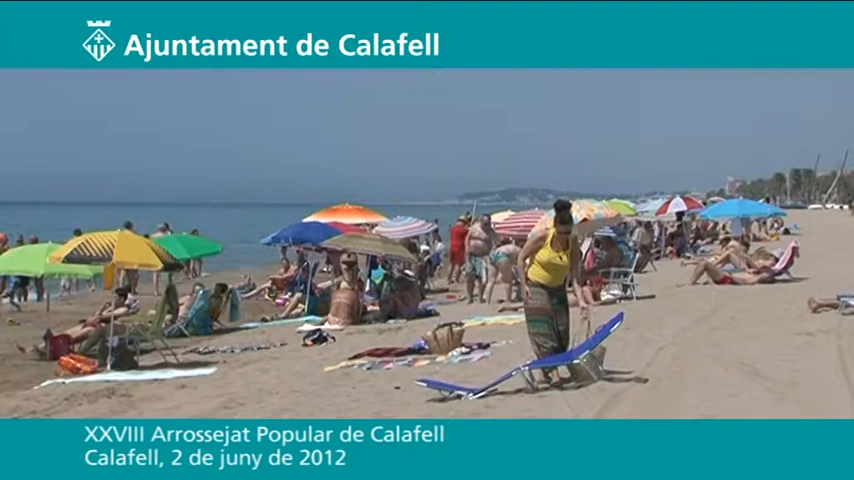 Ajuntament de Calafell
XXVIII Arrossejat Popular de Calafell
Calafell, 2 de juny de 2012